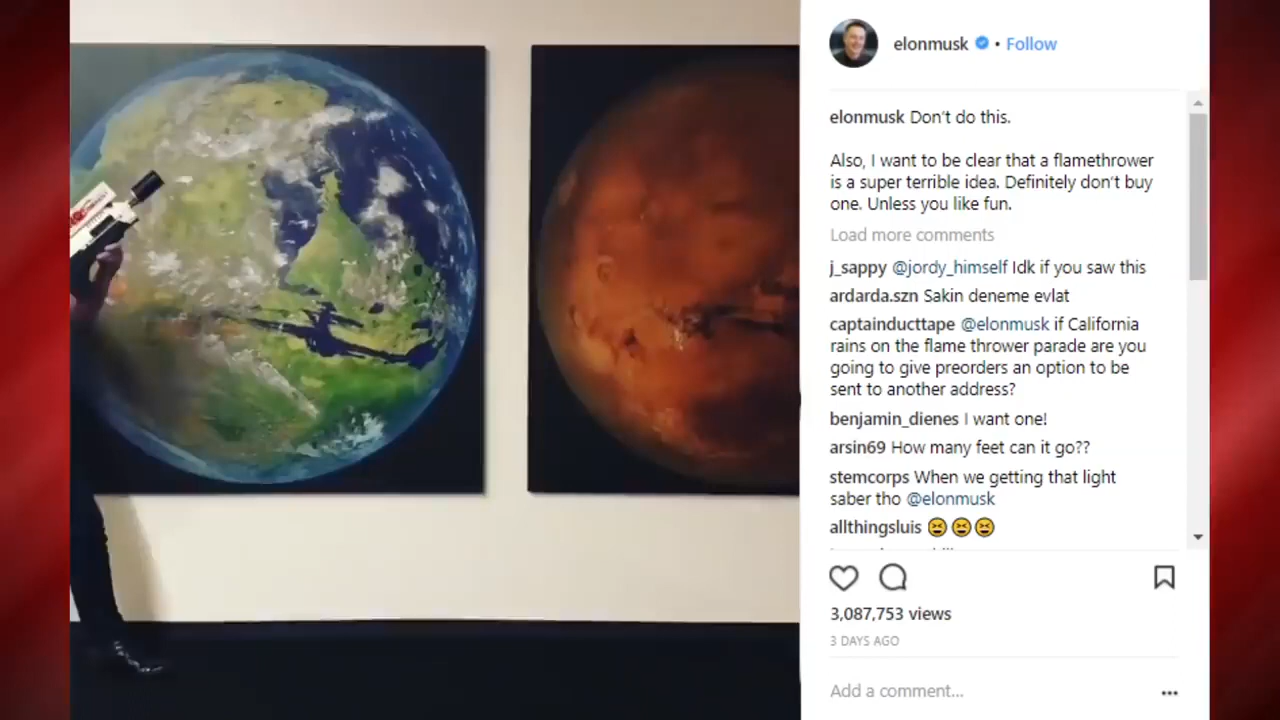 elonmusk • Follow
elonmusk Don't do this.
Also, I want to be clear that a flamethrower
is a super terrible idea. Definitely don't buy
one. Unless you like fun.
Load more comments
j_sappy @jordy_himself Idk if you saw this
ardarda.szn Sakin deneme evlat
captainducttape @elonmusk if California
rains on the flame thrower parade are you
going to give preorders an option to be
sent to another address?
benjamin_dienes I want one!
arsin69 How many feet can it go??
stemcorps When we getting that light
saber tho @elonmusk
allthingsluis 😆😆😆
3,087,753 views
3 DAYS AGO
Add a comment...